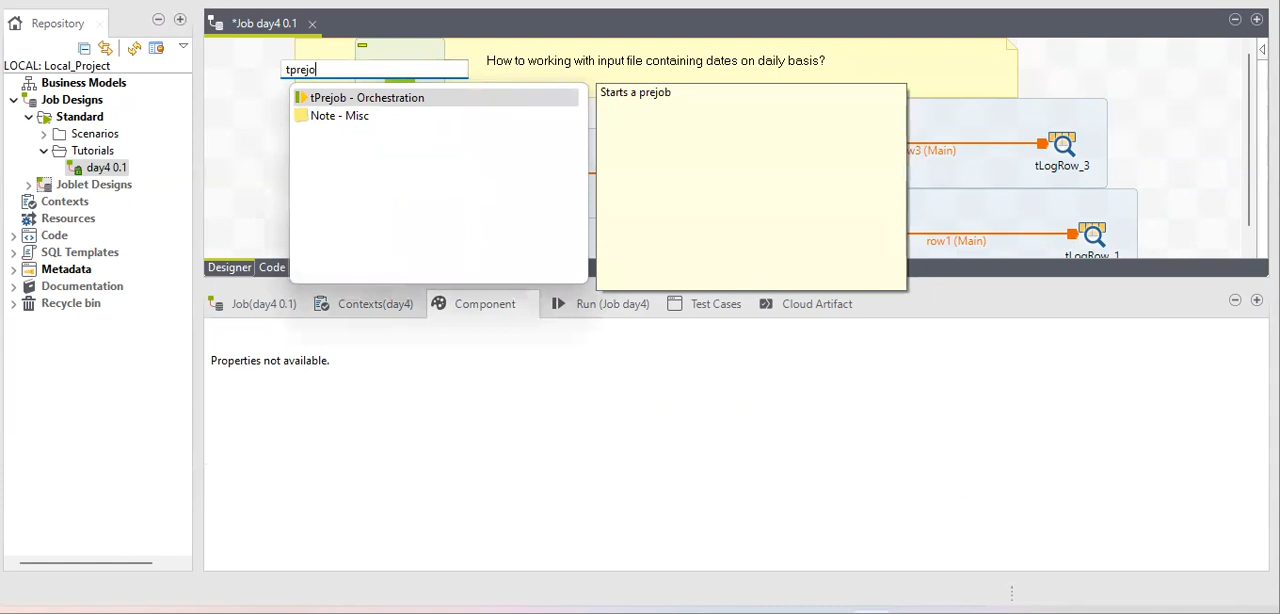 Repository
LOCAL: Local_Project
Business Models
Job Designs
Standard
Scenarios
Tutorials
day4 0.1
Joblet Designs
Contexts
Resources
Code
SQL Templates
Metadata
Documentation
Recycle bin
*Job day4 0.1
How to working with input file containing dates on daily basis?
tprejo
tPrejob - Orchestration
Note - Misc
Starts a prejob
w3 (Main)
tLogRow_3
row1 (Main)
tLogRow_1
Designer
Code
Job(day4 0.1)
Contexts(day4)
Component
Run (Job day4)
Test Cases
Cloud Artifact
Properties not available.